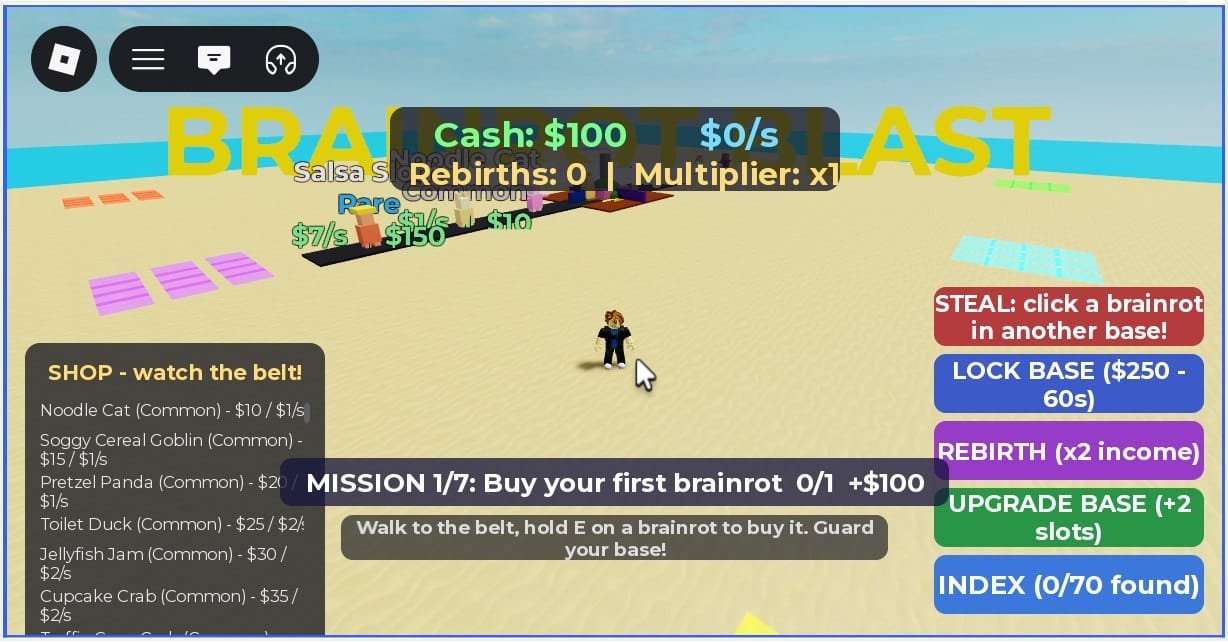 BRAINROT BLAST
Cash: $100 $0/s
Rebirths: 0 | Multiplier: x1
Noodle Cat
Common
$1/s
$10
Salsa
Rare
$7/s
$150
STEAL: click a brainrot
in another base!
LOCK BASE ($250 -
60s)
REBIRTH (x2 income)
UPGRADE BASE (+2
slots)
INDEX (0/70 found)
SHOP - watch the belt!
Noodle Cat (Common) - $10 / $1/s
Soggy Cereal Goblin (Common) -
$15 / $1/s
Pretzel Panda (Common) - $20 /
$1/s
Toilet Duck (Common) - $25 / $2/s
Jellyfish Jam (Common) - $30 /
$2/s
Cupcake Crab (Common) - $35 /
$2/s
MISSION 1/7: Buy your first brainrot 0/1 +$100
Walk to the belt, hold E on a brainrot to buy it. Guard
your base!